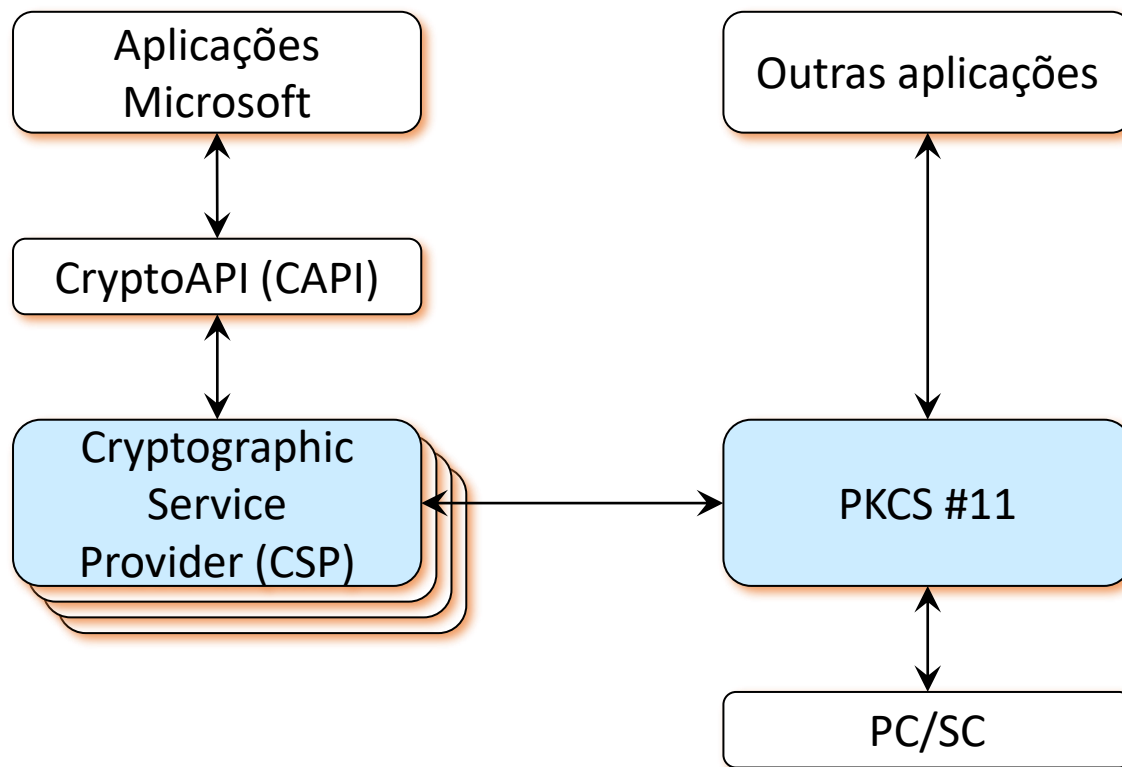 Aplicações
Microsoft
Outras aplicações
CryptoAPI (CAPI)
Cryptographic
Service
Provider (CSP)
PKCS #11
PC/SC